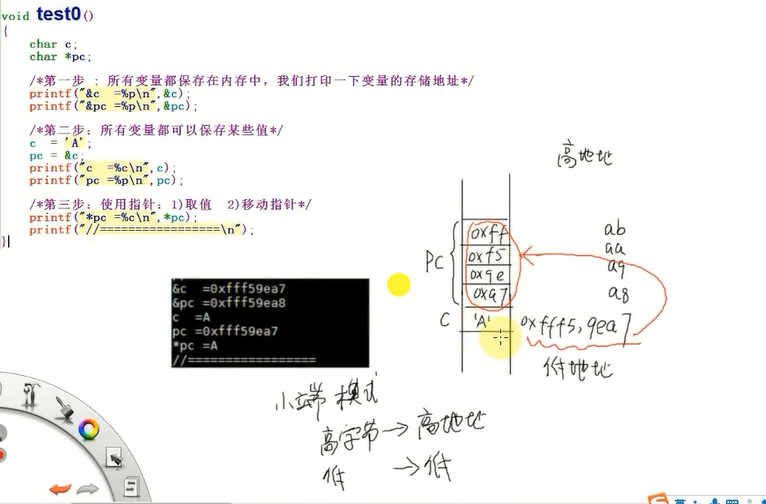 void test0()
{
char c;
char *pc;
/*第一步 : 所有变量都保存在内存中，我们打印一下变量的存储地址*/
printf("&c =%p\n",&c);
printf("&pc =%p\n",&pc);
/*第二步: 所有变量都可以保存某些值*/
c = 'A';
pc = &c;
printf("c =%c\n",c);
printf("pc =%p\n",pc);
/*第三步: 使用指针: 1)取值 2)移动指针*/
printf("*pc =%c\n",*pc);
printf("//=================\n");
}
&c =0xfff59ea7
&pc =0xfff59ea8
c =A
pc =0xfff59ea7
*pc =A
//=================
高地址
PC
0xff
0xf5
0x9e
0xa7
ab
aa
a9
a8
C
'A'
0xfff5,9ea7
低地址
小端模式
高字节→高地址
低 →低
英